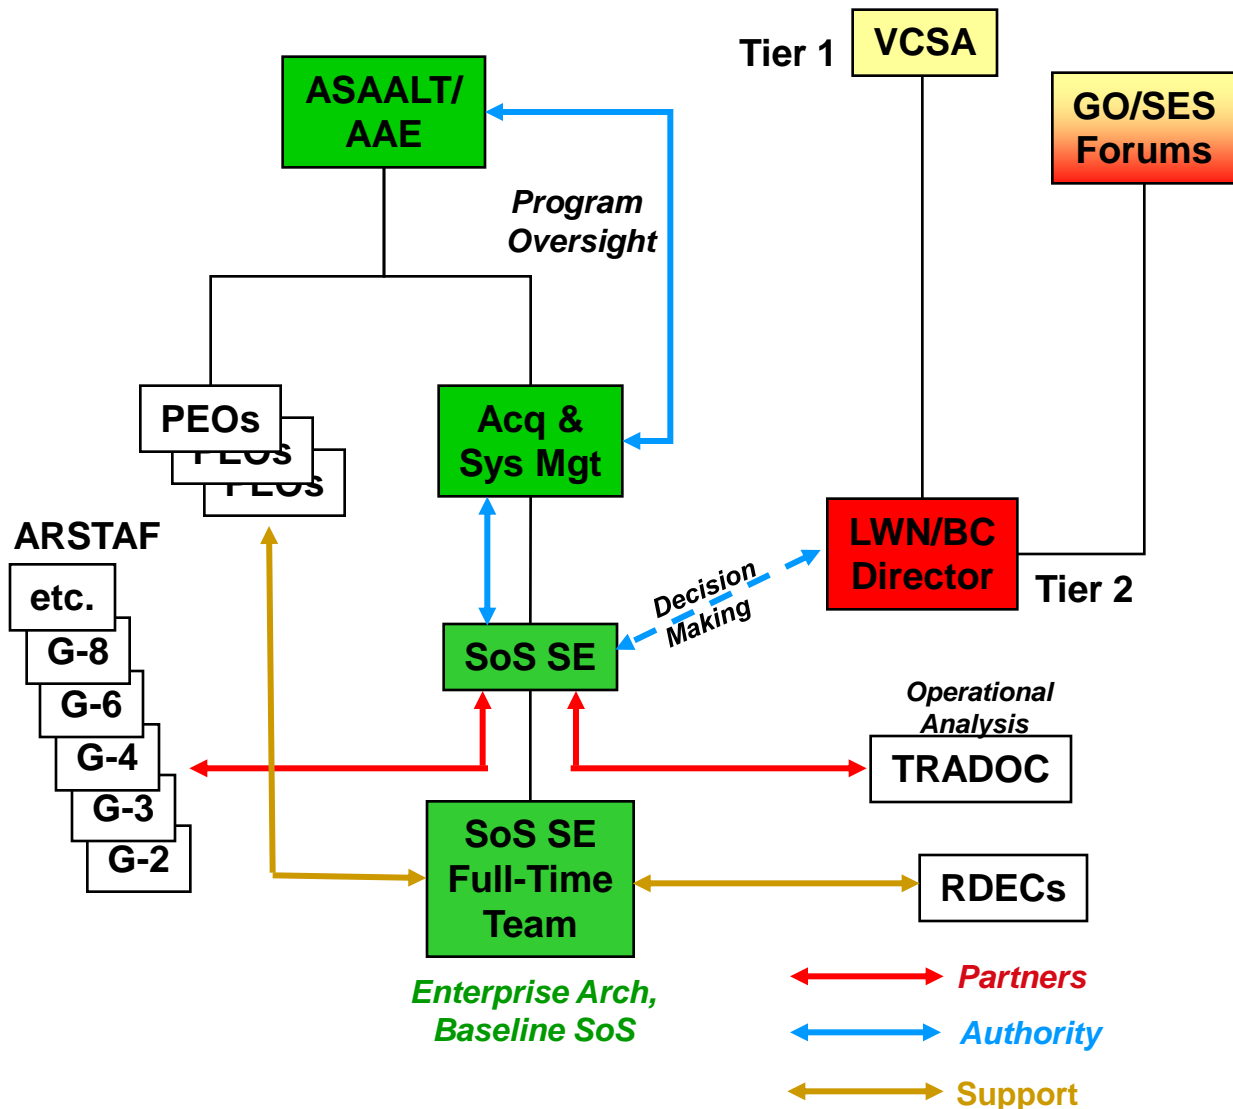 Tier 1
VCSA
ASAALT/
AAE
GO/SES
Forums
Program
Oversight
PEOs
PEOs
PEOs
Acq &
Sys Mgt
ARSTAF
etc.
G-8
G-6
G-4
G-3
G-2
LWN/BC
Director
Tier 2
Decision
Making
SoS SE
Operational
Analysis
TRADOC
SoS SE
Full-Time
Team
RDECs
Enterprise Arch,
Baseline SoS
Partners
Authority
Support